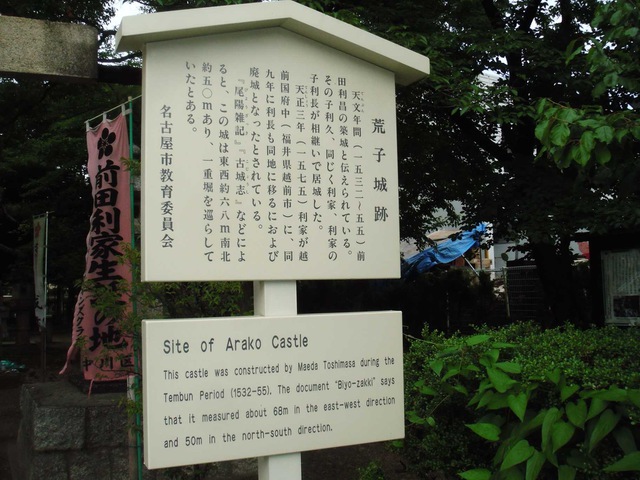 荒子城跡
天文年間(一五三二~五五)前
田利昌の築城と伝えられている。
その子利久、同じく利家、利家の
子利長が相継いで居城した。
天正三年(一五七五)利家が越
前国府中(福井県越前市)に、同
九年に利長も同地に移るにおよび
廃城となったとされている。
『尾陽雑記』『古城志』などによ
ると、この城は東西約六八m南北
約五〇mあり、一重堀を巡らして
いたとある。
名古屋市教育委員会
前田利家生誕の地
中川区
Site of Arako Castle
This castle was constructed by Maeda Toshimasa during the
Tembun Period (1532-55). The document "Biyo-zakki" says
that it measured about 68m in the east-west direction
and 50m in the north-south direction.